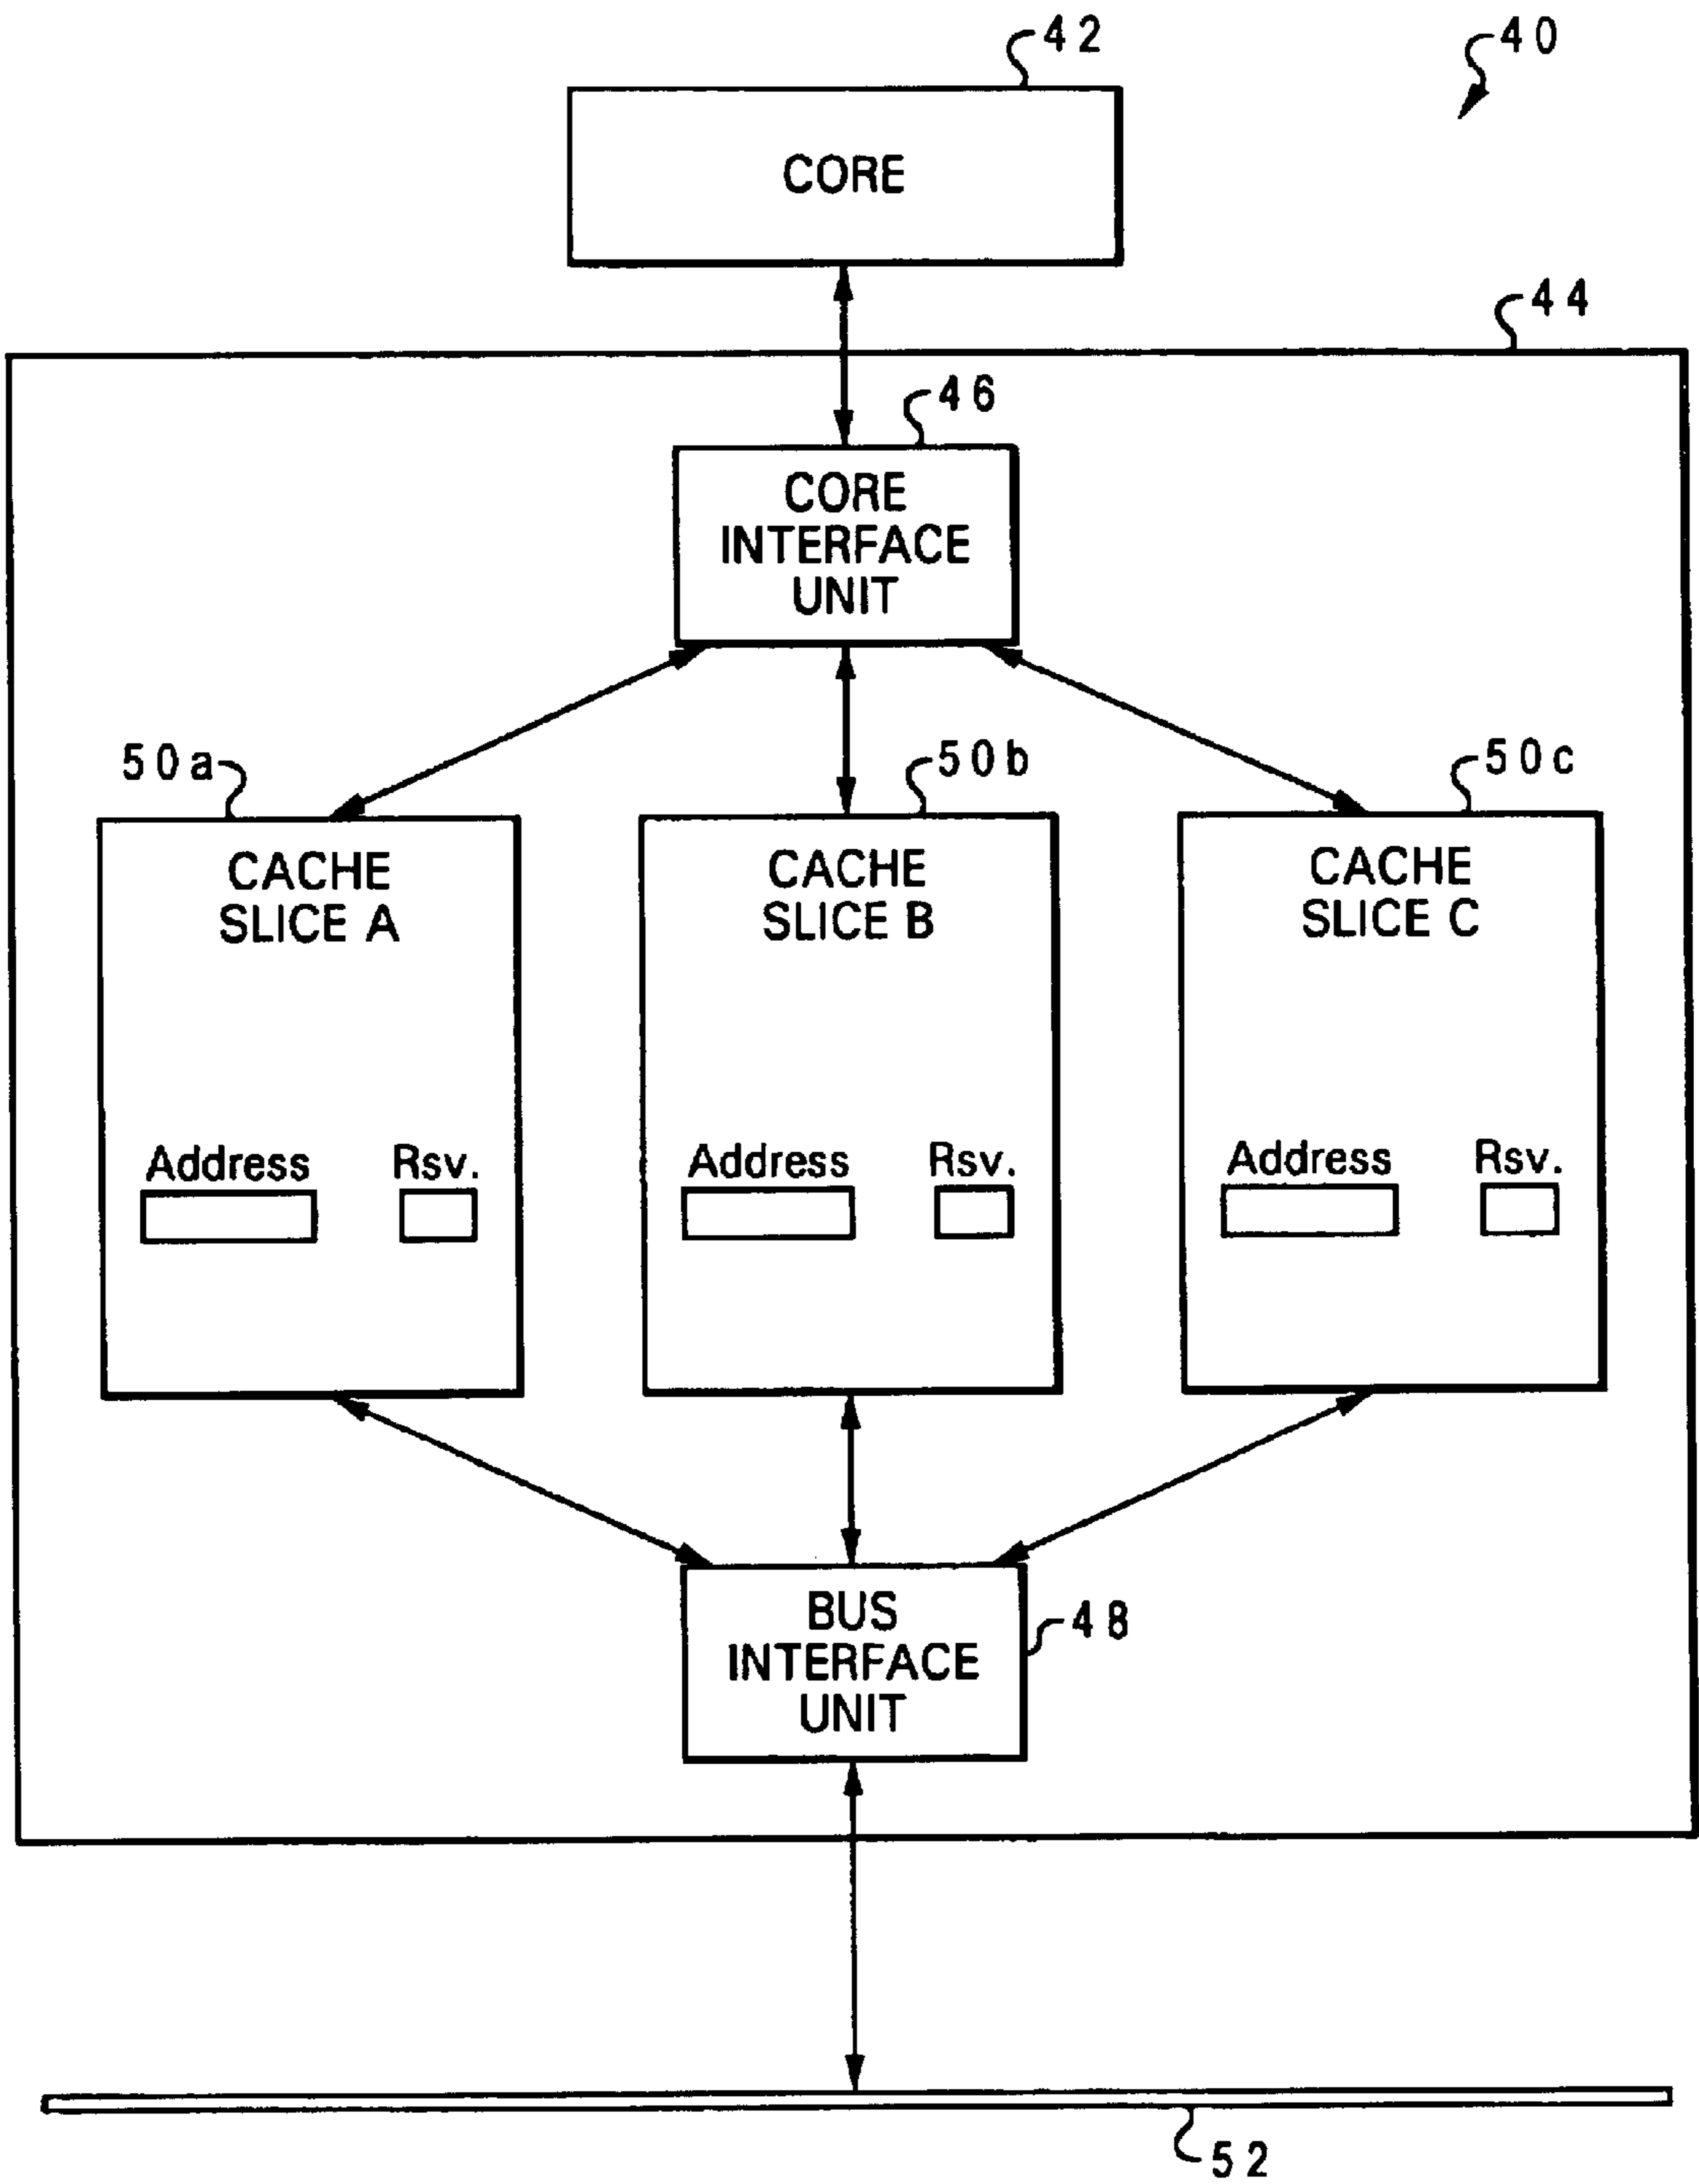 42
40
CORE
44
46
CORE
INTERFACE
UNIT
50a
50b
50c
CACHE
SLICE A
CACHE
SLICE B
CACHE
SLICE C
Address
Rsv.
Address
Rsv.
Address
Rsv.
BUS
INTERFACE
UNIT
48
52